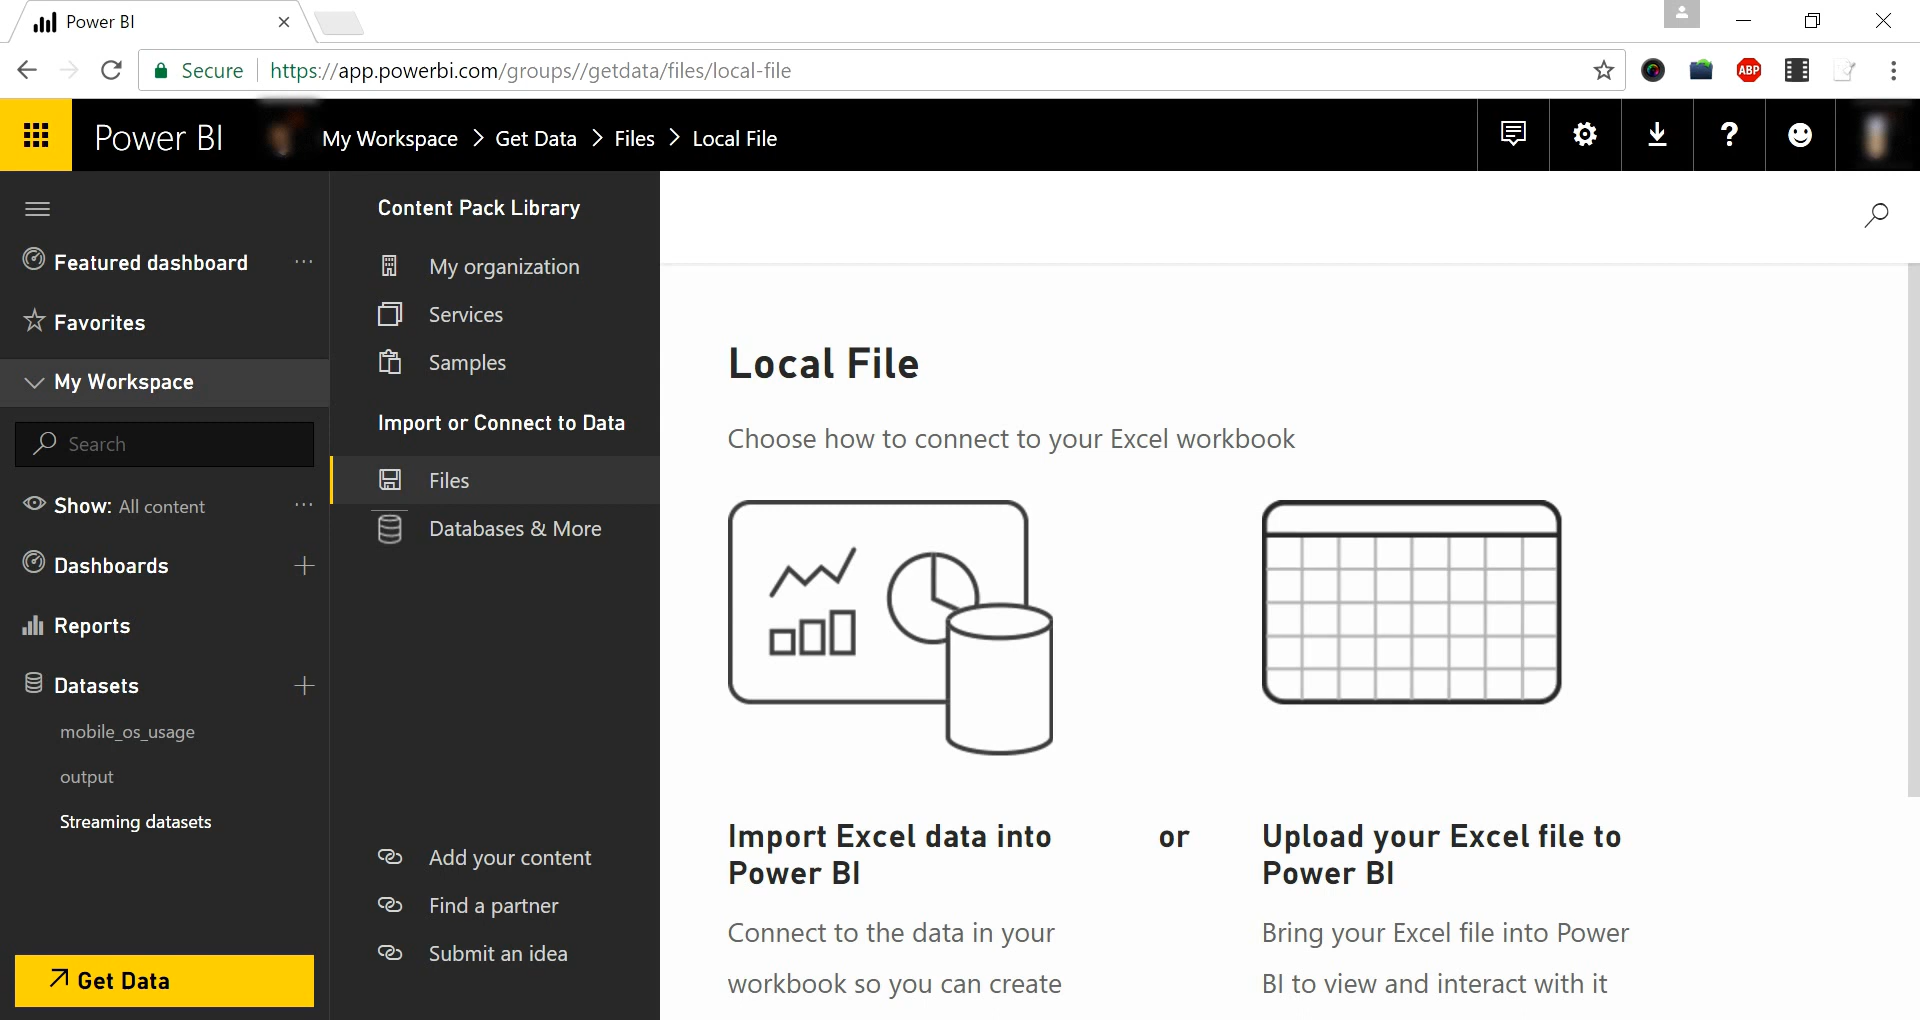 Power BI
Secure https://app.powerbi.com/groups//getdata/files/local-file
ABP
Power BI My Workspace > Get Data > Files > Local File
Featured dashboard
Favorites
My Workspace
Search
Show: All content
Dashboards
Reports
Datasets
mobile_os_usage
output
Streaming datasets
Get Data
Content Pack Library
My organization
Services
Samples
Import or Connect to Data
Files
Databases & More
Add your content
Find a partner
Submit an idea
Local File
Choose how to connect to your Excel workbook
Import Excel data into
Power BI
Connect to the data in your
workbook so you can create
or
Upload your Excel file to
Power BI
Bring your Excel file into Power
BI to view and interact with it